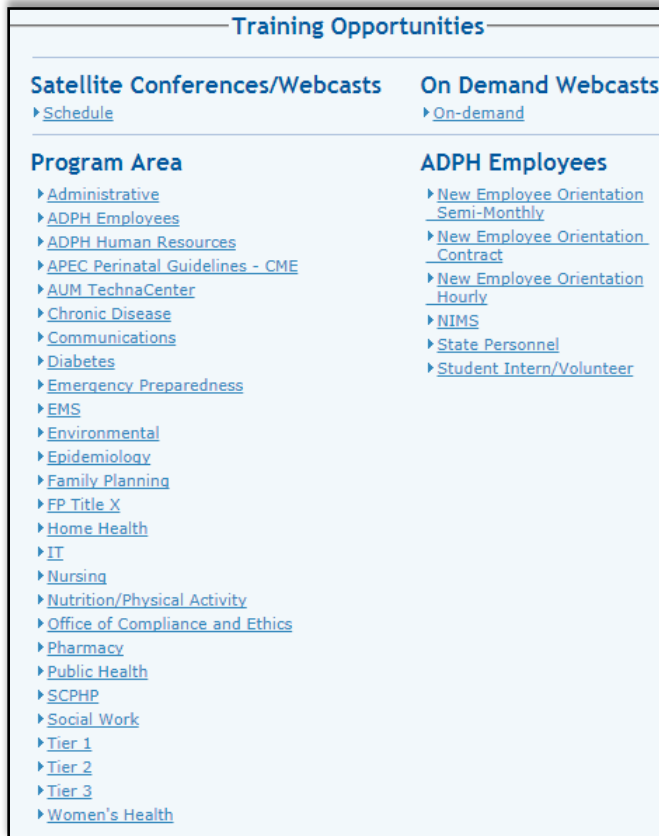 Training Opportunities
Satellite Conferences/Webcasts
Schedule
On Demand Webcasts
On-demand
Program Area
Administrative
ADPH Employees
ADPH Human Resources
APEC Perinatal Guidelines - CME
AUM TechnaCenter
Chronic Disease
Communications
Diabetes
Emergency Preparedness
EMS
Environmental
Epidemiology
Family Planning
FP Title X
Home Health
IT
Nursing
Nutrition/Physical Activity
Office of Compliance and Ethics
Pharmacy
Public Health
SCPHP
Social Work
Tier 1
Tier 2
Tier 3
Women's Health
ADPH Employees
New Employee Orientation
Semi-Monthly
New Employee Orientation
Contract
New Employee Orientation
Hourly
NIMS
State Personnel
Student Intern/Volunteer